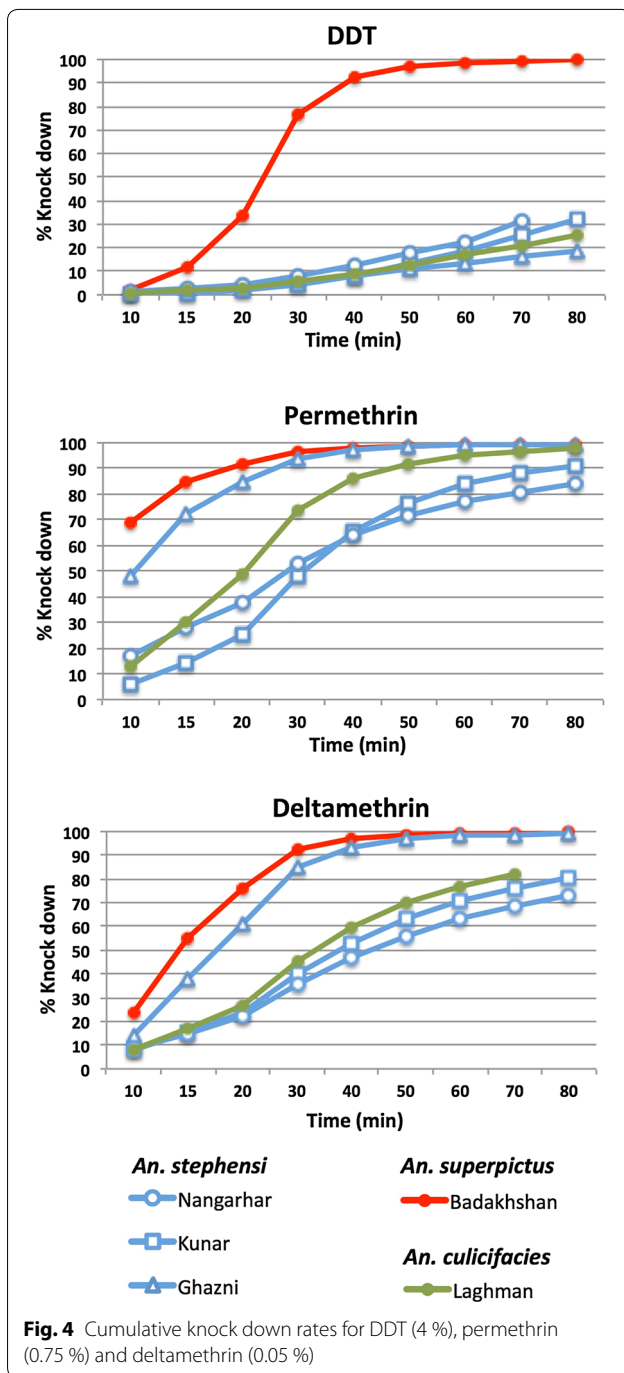 DDT
% Knock down
100
90
80
70
60
50
40
30
20
10
0
10 15 20 30 40 50 60 70 80
Time (min)
Permethrin
% Knock down
100
90
80
70
60
50
40
30
20
10
0
10 15 20 30 40 50 60 70 80
Time (min)
Deltamethrin
% Knock down
100
90
80
70
60
50
40
30
20
10
0
10 15 20 30 40 50 60 70 80
Time (min)
An. stephensi
Nangarhar
Kunar
Ghazni
An. superpictus
Badakhshan
An. culicifacies
Laghman
Fig. 4 Cumulative knock down rates for DDT (4 %), permethrin
(0.75 %) and deltamethrin (0.05 %)